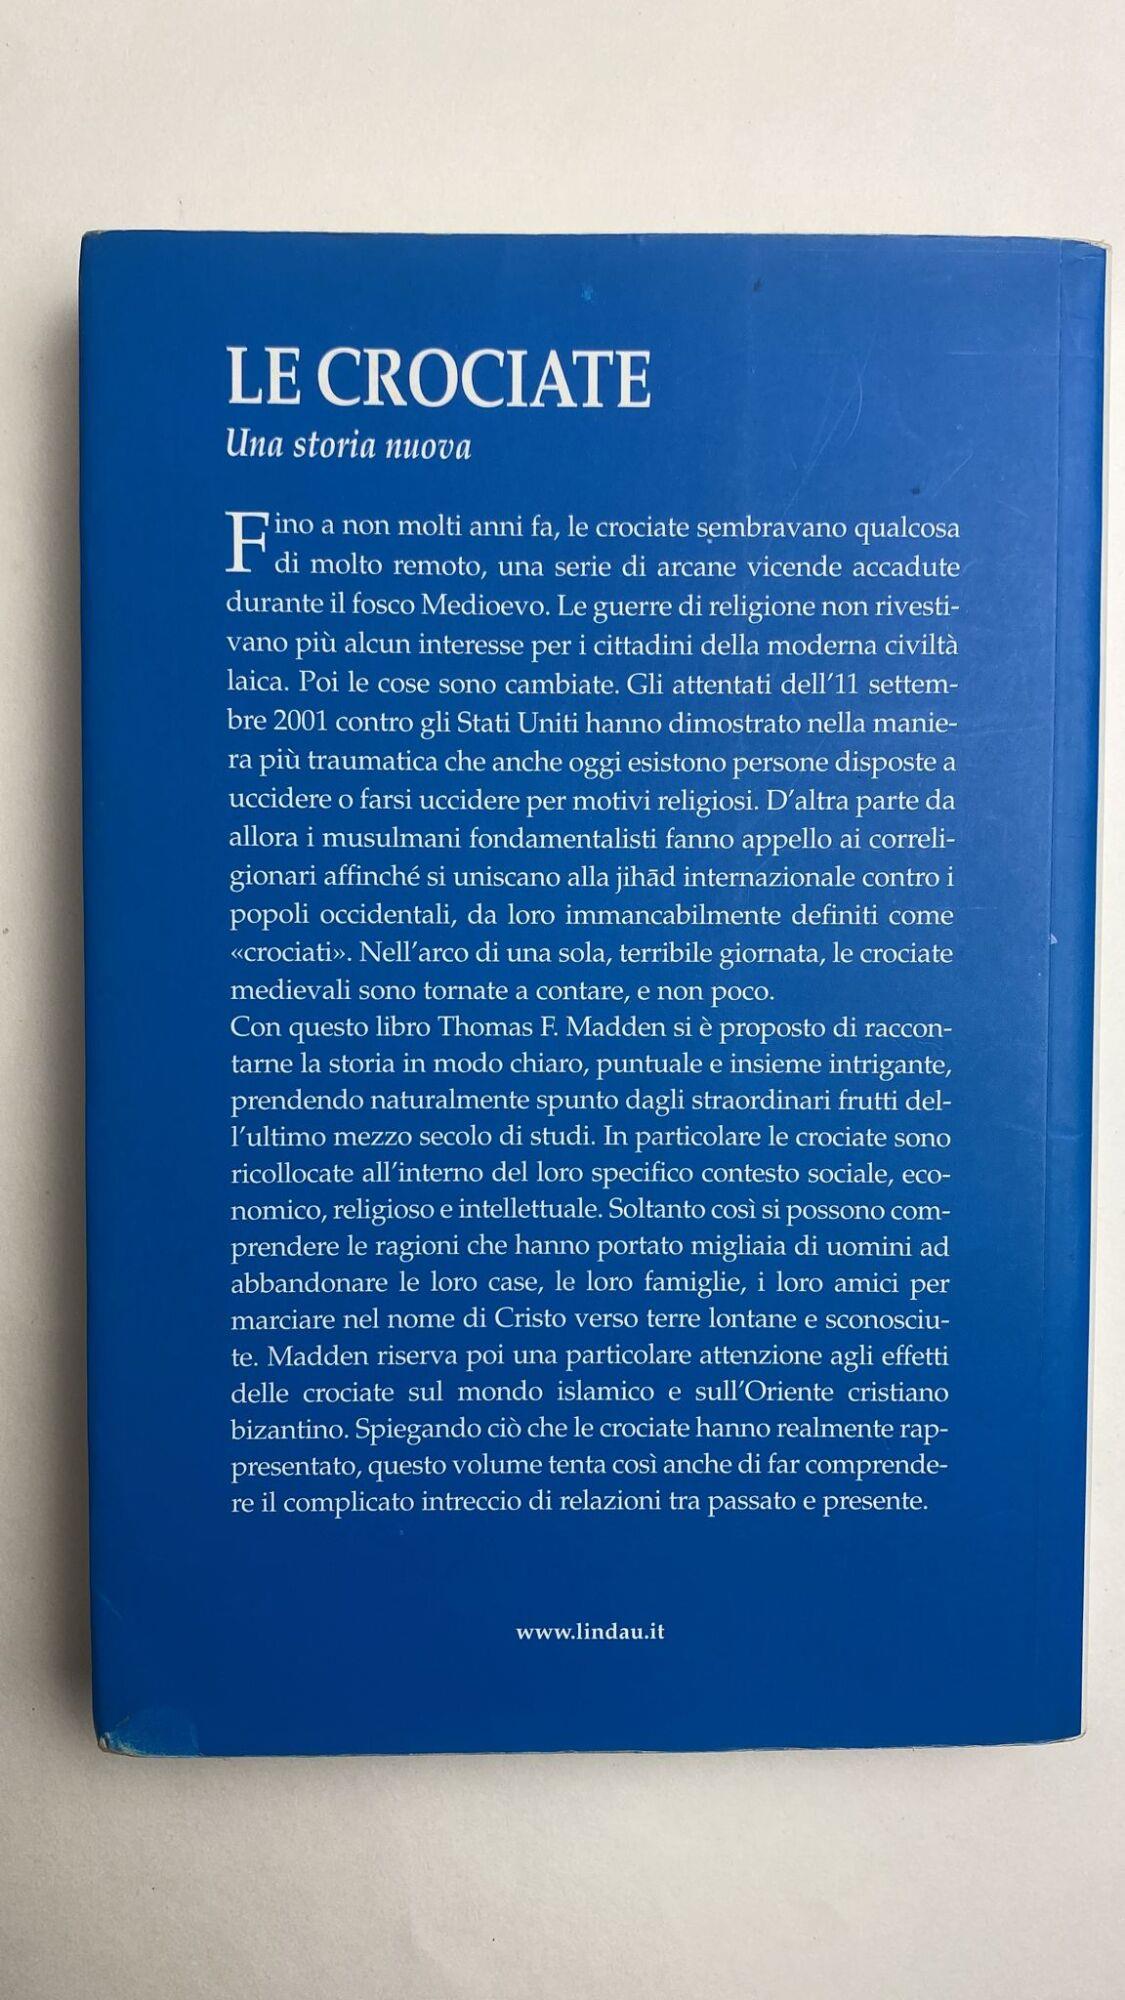 LE CROCIATE
Una storia nuova
Fino a non molti anni fa, le crociate sembravano qualcosa
di molto remoto, una serie di arcane vicende accadute
durante il fosco Medioevo. Le guerre di religione non rivesti-
vano più alcun interesse per i cittadini della moderna civiltà
laica. Poi le cose sono cambiate. Gli attentati dell'11 settem-
bre 2001 contro gli Stati Uniti hanno dimostrato nella manie-
ra più traumatica che anche oggi esistono persone disposte a
uccidere o farsi uccidere per motivi religiosi. D'altra parte da
allora i musulmani fondamentalisti fanno appello ai correli-
gionari affinché si uniscano alla jihād internazionale contro i
popoli occidentali, da loro immancabilmente definiti come
«crociati». Nell'arco di una sola, terribile giornata, le crociate
medievali sono tornate a contare, e non poco.
Con questo libro Thomas F. Madden si è proposto di raccon-
tarne la storia in modo chiaro, puntuale e insieme intrigante,
prendendo naturalmente spunto dagli straordinari frutti del-
l'ultimo mezzo secolo di studi. In particolare le crociate sono
ricollocate all'interno del loro specifico contesto sociale, eco-
nomico, religioso e intellettuale. Soltanto così si possono com-
prendere le ragioni che hanno portato migliaia di uomini ad
abbandonare le loro case, le loro famiglie, i loro amici per
marciare nel nome di Cristo verso terre lontane e sconosciu-
te. Madden riserva poi una particolare attenzione agli effetti
delle crociate sul mondo islamico e sull'Oriente cristiano
bizantino. Spiegando ciò che le crociate hanno realmente rap-
presentato, questo volume tenta così anche di far comprende-
re il complicato intreccio di relazioni tra passato e presente.
www.lindau.it